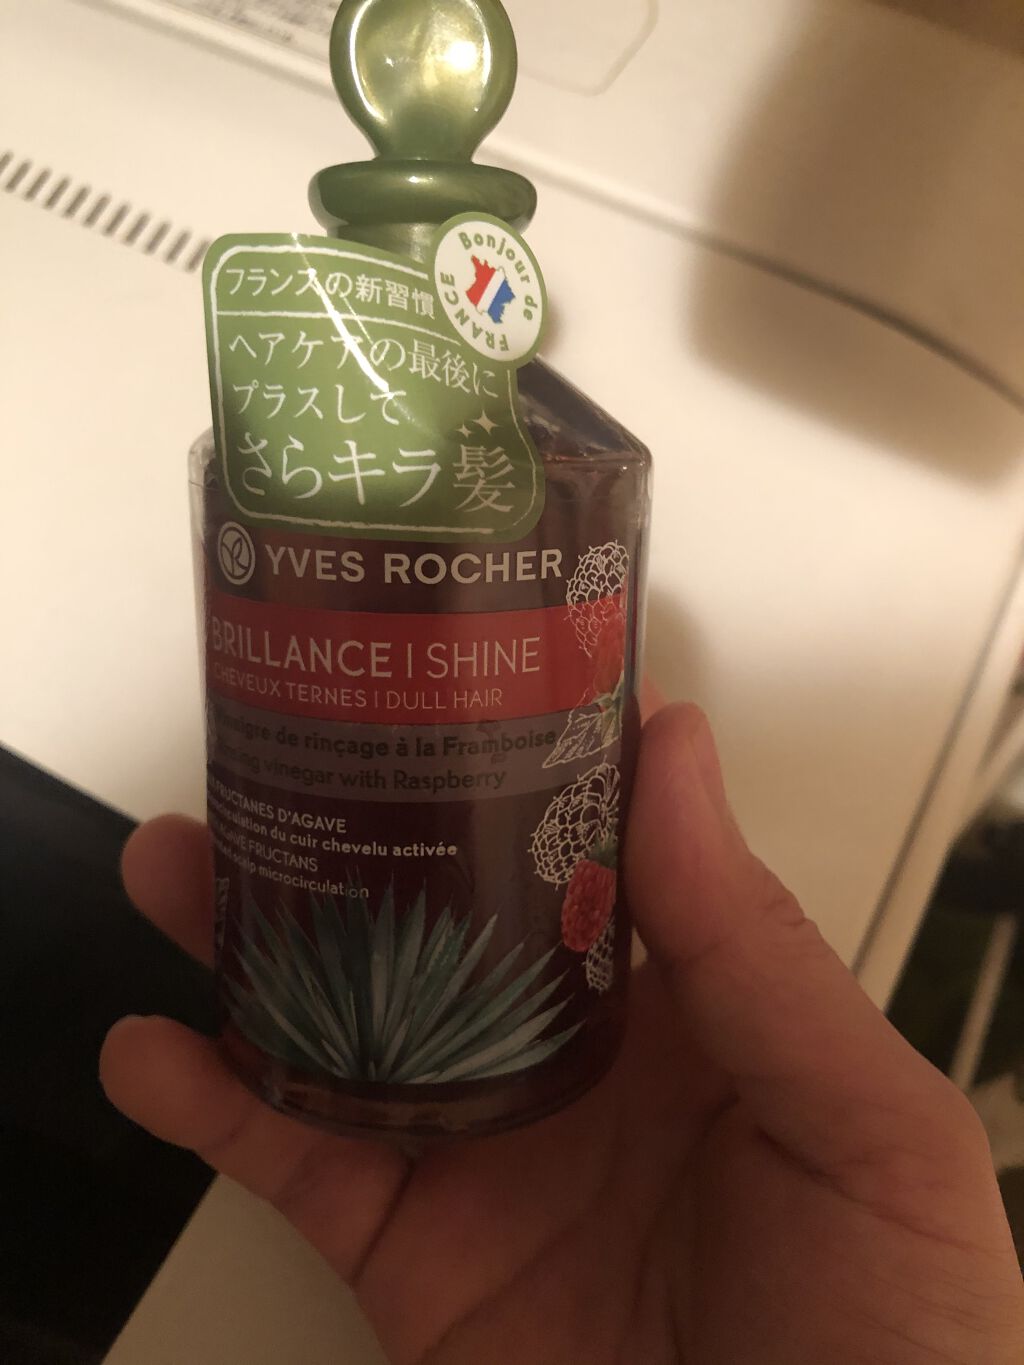 Bonjour de FRANCE
フランスの新習慣
ヘアケアの最後に
プラスして
さらキラ髪
YVES ROCHER
BRILLANCE | SHINE
CHEVEUX TERNES | DULL HAIR
de rinçage à la Framboise
vinegar with Raspberry
FRUCTANES D'AGAVE
du cuir chevelu activée
AGAVE FRUCTANS
scalp microcirculation